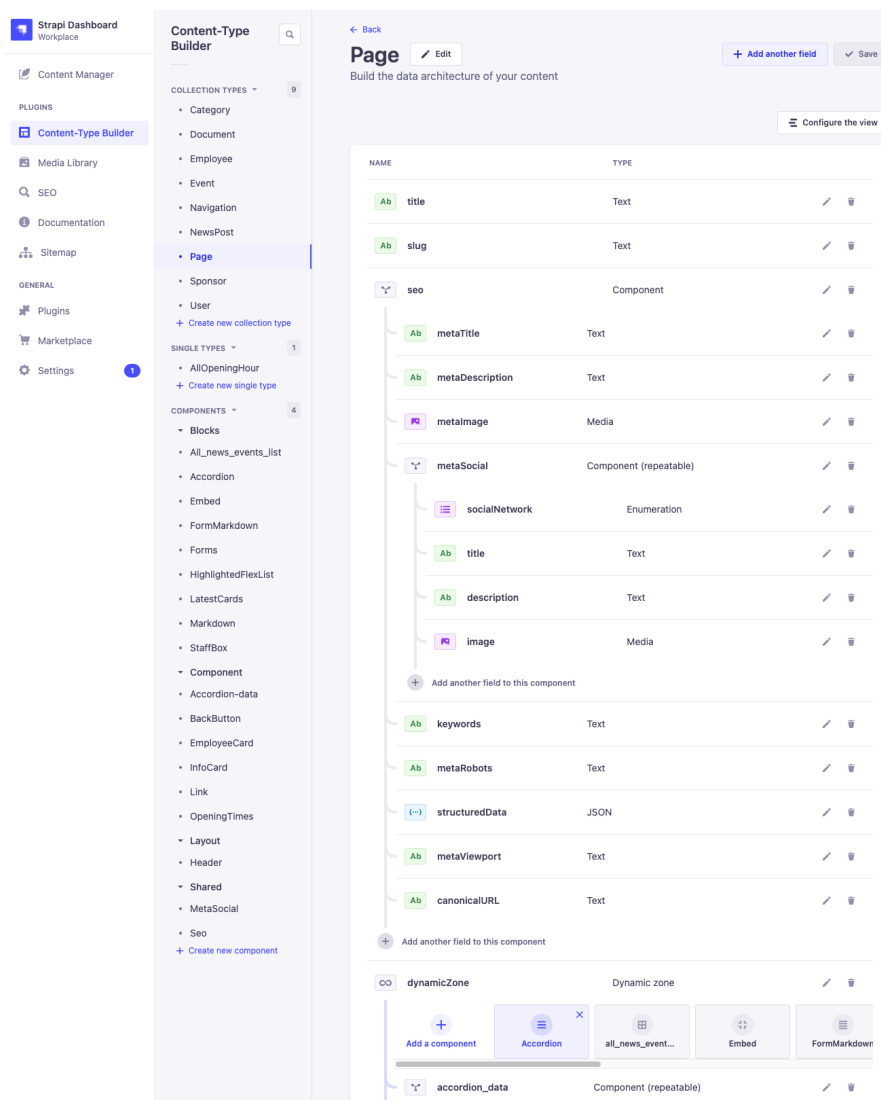 Strapi Dashboard
Workplace
Content Manager
PLUGINS
Content-Type Builder
Media Library
SEO
Documentation
Sitemap
GENERAL
Plugins
Marketplace
Settings 1
Content-Type
Builder
COLLECTION TYPES 9
Category
Document
Employee
Event
Navigation
NewsPost
Page
Sponsor
User
+ Create new collection type
SINGLE TYPES 1
AllOpeningHour
+ Create new single type
COMPONENTS 4
Blocks
All_news_events_list
Accordion
Embed
FormMarkdown
Forms
HighlightedFlexList
LatestCards
Markdown
StaffBox
Component
Accordion-data
BackButton
EmployeeCard
InfoCard
Link
OpeningTimes
Layout
Header
Shared
MetaSocial
Seo
+ Create new component
← Back
Page Edit
+ Add another field Save
Build the data architecture of your content
Configure the view
NAME TYPE
Ab title Text
Ab slug Text
seo Component
Ab metaTitle Text
Ab metaDescription Text
metaImage Media
metaSocial Component (repeatable)
socialNetwork Enumeration
Ab title Text
Ab description Text
image Media
+ Add another field to this component
Ab keywords Text
Ab metaRobots Text
{···} structuredData JSON
Ab metaViewport Text
Ab canonicalURL Text
+ Add another field to this component
dynamicZone Dynamic zone
Add a component Accordion all_news_event... Embed FormMarkdown
accordion_data Component (repeatable)